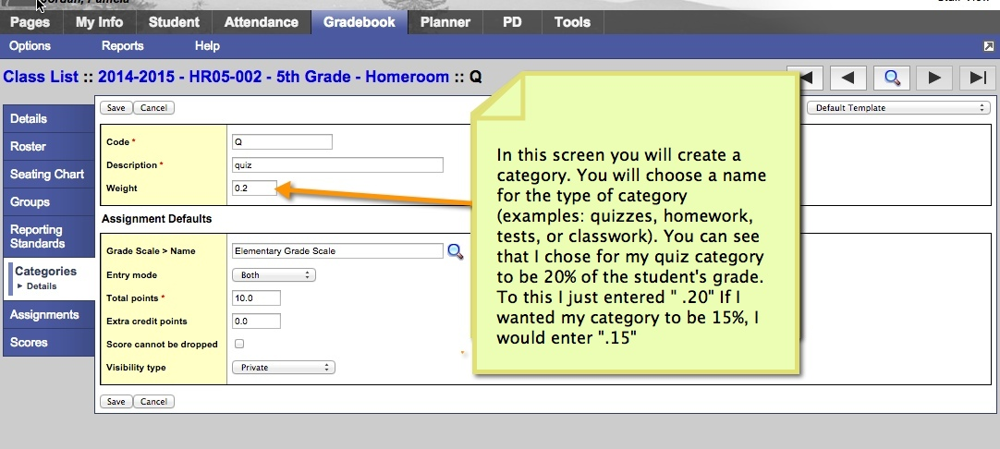 Pages My Info Student Attendance Gradebook Planner PD Tools
Options Reports Help
Class List :: 2014-2015 - HR05-002 - 5th Grade - Homeroom :: Q
Details
Roster
Seating Chart
Groups
Reporting
Standards
Categories
Details
Assignments
Scores
Save Cancel
Default Template
Code *
Q
Description *
quiz
Weight
0.2
Assignment Defaults
Grade Scale > Name
Elementary Grade Scale
Entry mode
Both
Total points *
10.0
Extra credit points
0.0
Score cannot be dropped
Visibility type
Private
Save Cancel
In this screen you will create a
category. You will choose a name
for the type of category
(examples: quizzes, homework,
tests, or classwork). You can see
that I chose for my quiz category
to be 20% of the student's grade.
To this I just entered " .20" If I
wanted my category to be 15%, I
would enter ".15"